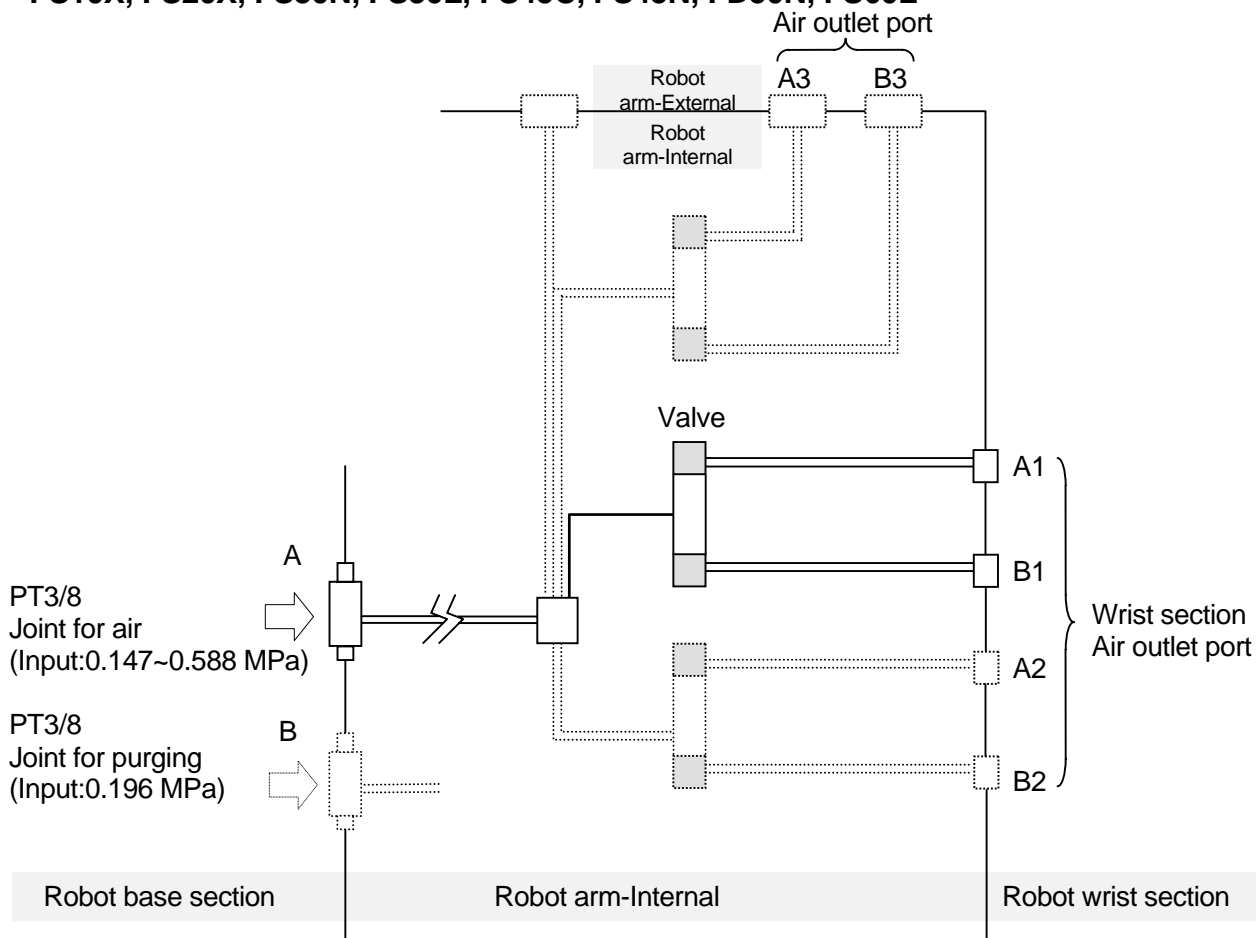 Air outlet port
A3
B3
Robot
arm-External
Robot
arm-Internal
Valve
A1
B1
A
PT3/8
Joint for air
(Input:0.147~0.588 MPa)
Wrist section
Air outlet port
A2
PT3/8
Joint for purging
(Input:0.196 MPa)
B
B2
Robot base section
Robot arm-Internal
Robot wrist section